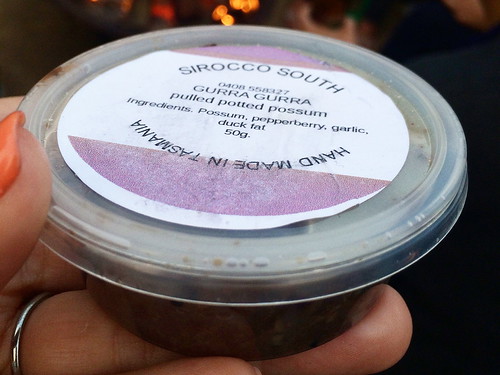 SIROCCO SOUTH
0408 558327
GURRA GURRA
pulled potted possum
Ingredients. Possum, pepperberry, garlic,
duck fat
50g.
HAND MADE IN TASMANIA